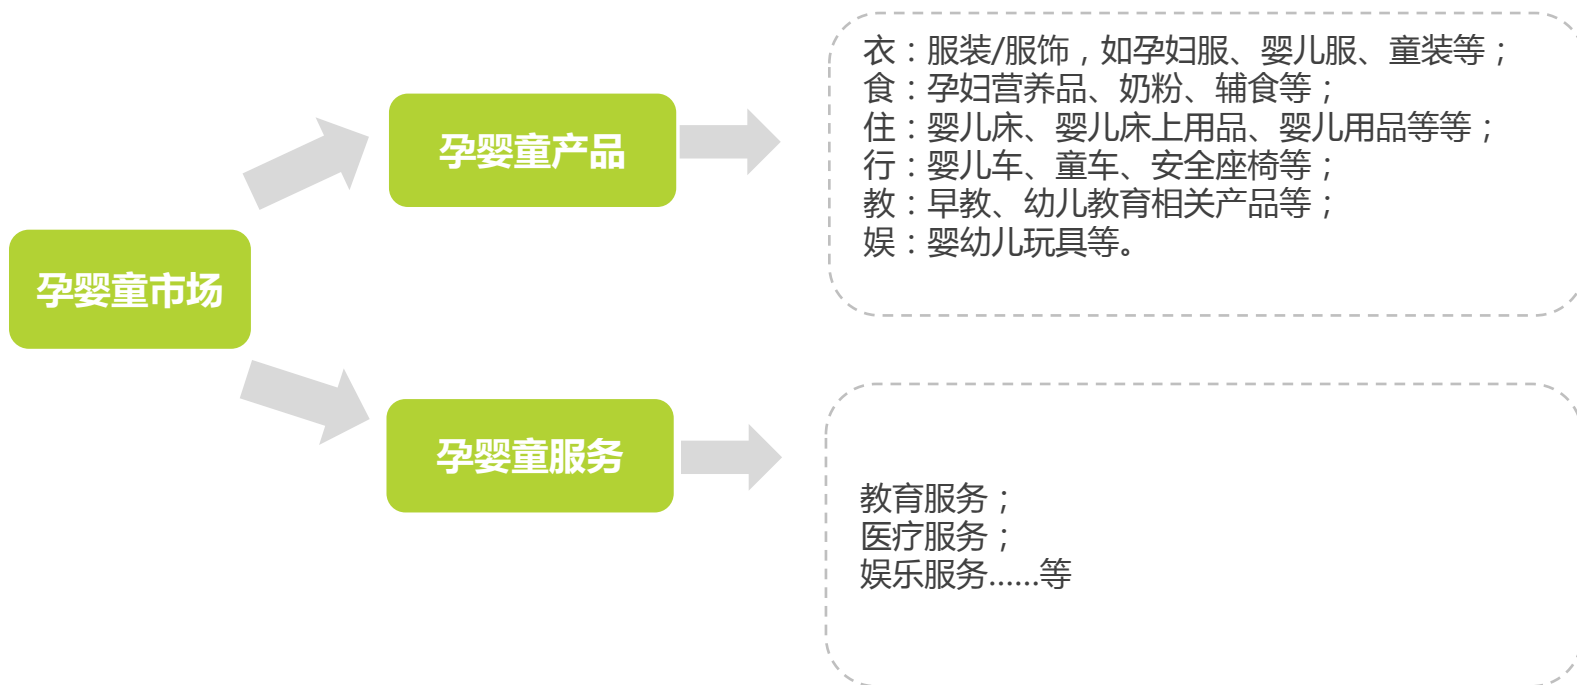 孕婴童市场
孕婴童产品
衣：服装/服饰，如孕妇服、婴儿服、童装等；
食：孕妇营养品、奶粉、辅食等；
住：婴儿床、婴儿床上用品、婴儿用品等等；
行：婴儿车、童车、安全座椅等；
教：早教、幼儿教育相关产品等；
娱：婴幼儿玩具等。
孕婴童服务
教育服务；
医疗服务；
娱乐服务……等